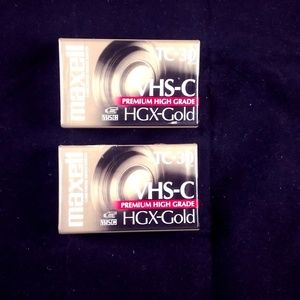 maxell
TC-30
VHS-C
PREMIUM HIGH GRADE
HGX-Gold
maxell
TC-30
VHS-C
PREMIUM HIGH GRADE
HGX-Gold